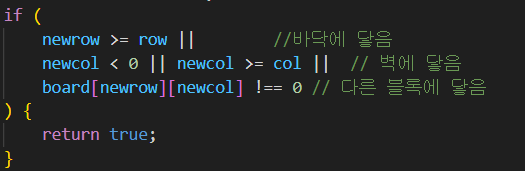 if (
newrow >= row || //바닥에 닿음
newcol < 0 || newcol >= col || // 벽에 닿음
board[newrow][newcol] !== 0 // 다른 블록에 닿음
) {
return true;
}